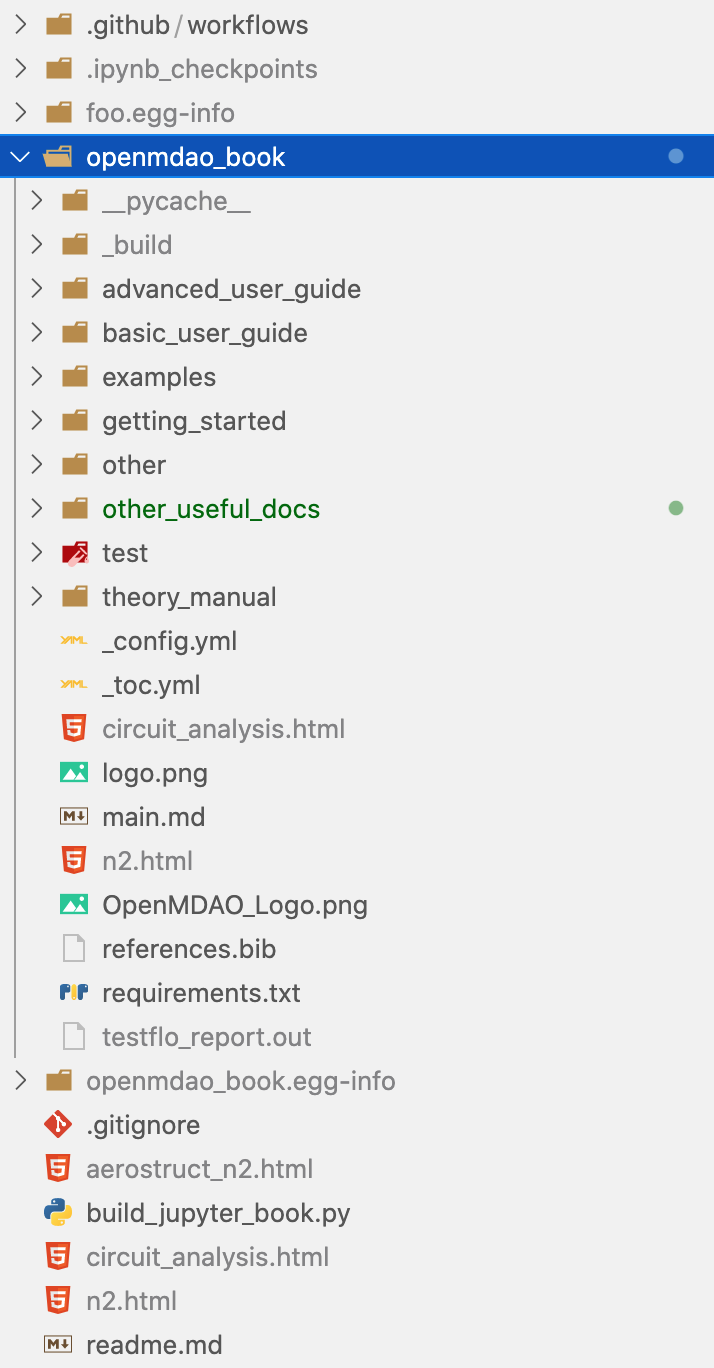 .github/workflows
.ipynb_checkpoints
foo.egg-info
openmdao_book
__pycache__
_build
advanced_user_guide
basic_user_guide
examples
getting_started
other
other_useful_docs
test
theory_manual
_config.yml
_toc.yml
circuit_analysis.html
logo.png
main.md
n2.html
OpenMDAO_Logo.png
references.bib
requirements.txt
testflo_report.out
openmdao_book.egg-info
.gitignore
aerostruct_n2.html
build_jupyter_book.py
circuit_analysis.html
n2.html
readme.md